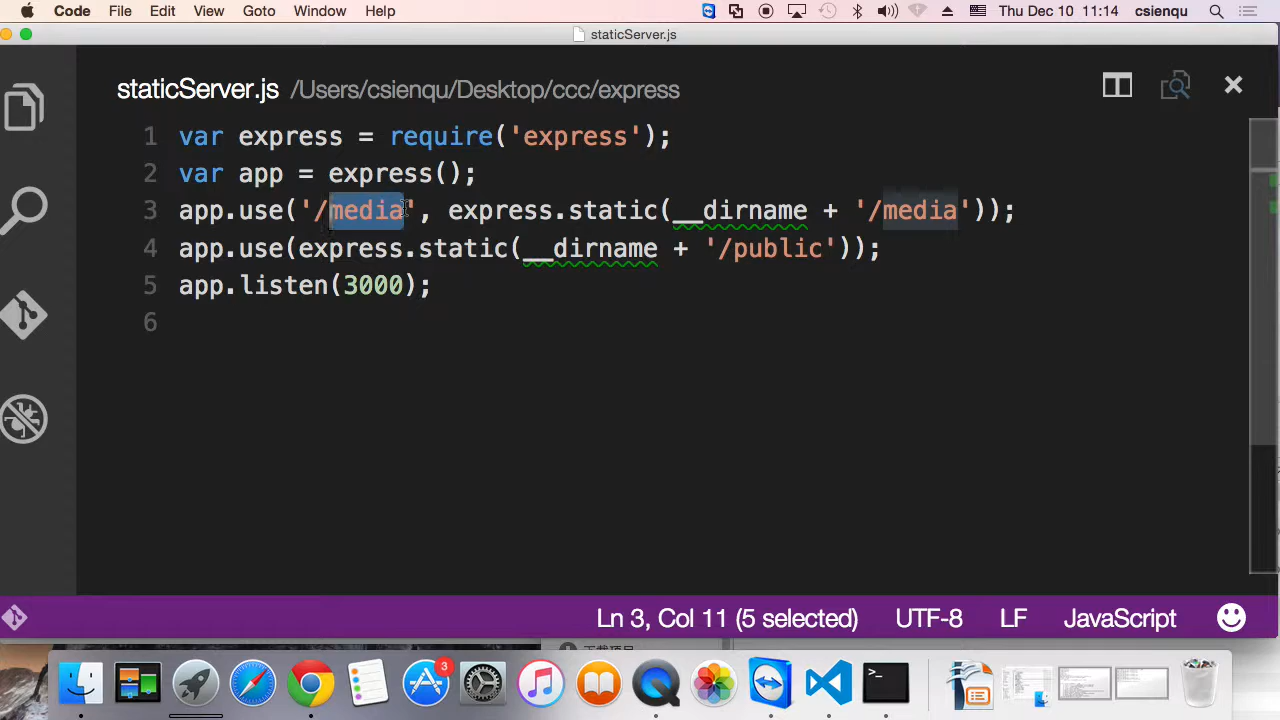 Code File Edit View Goto Window Help Thu Dec 10 11:14 csienqu
staticServer.js
staticServer.js /Users/csienqu/Desktop/ccc/express
1 var express = require('express');
2 var app = express();
3 app.use('/media', express.static(__dirname + '/media'));
4 app.use(express.static(__dirname + '/public'));
5 app.listen(3000);
6
Ln 3, Col 11 (5 selected) UTF-8 LF JavaScript
3